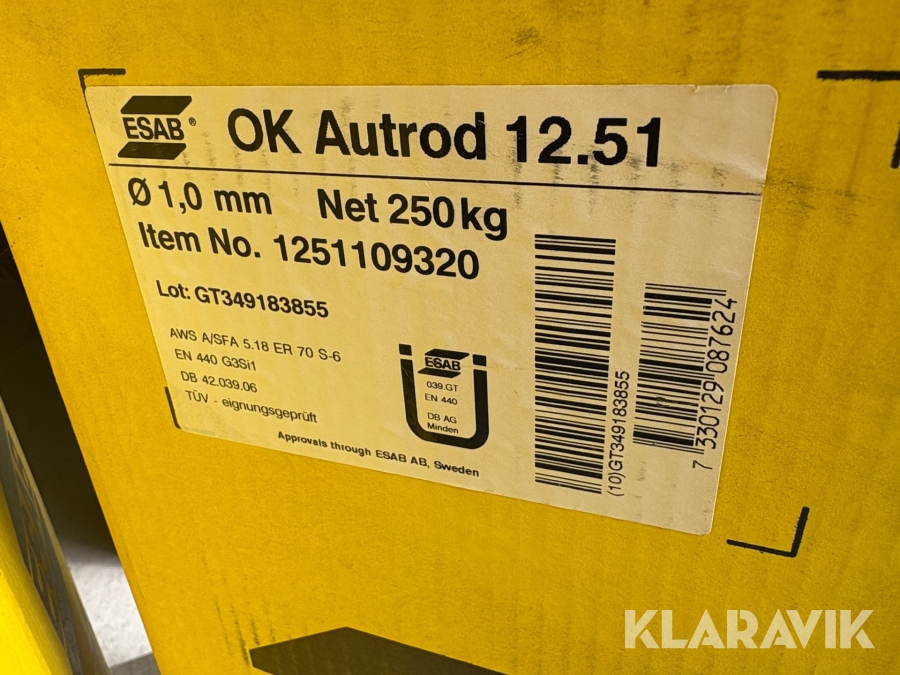 ESAB®
OK Autrod 12.51
Ø 1,0 mm Net 250kg
Item No. 1251109320
Lot: GT349183855
AWS A/SFA 5.18 ER 70 S-6
EN 440 G3Si1
DB 42.039.06
TÜV - eignungsgeprüft
ESAB
039.GT
EN 440
DB AG
Minden
Approvals through ESAB AB, Sweden
(10)GT349183855
7 330129 087624
KLARAVIK